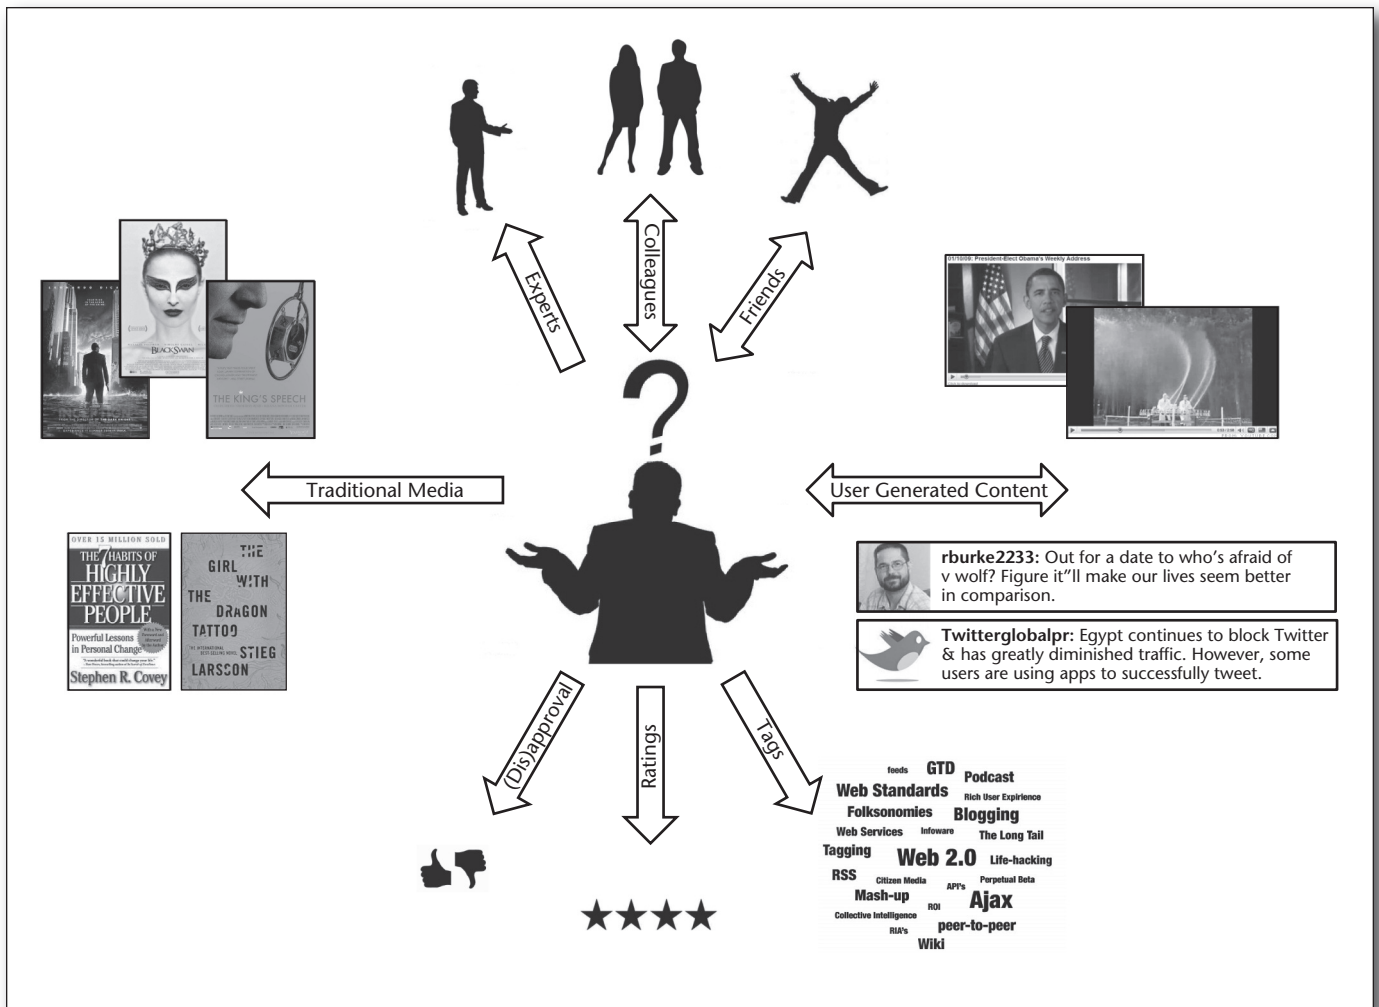 Experts
Colleagues
Friends
BLACK SWAN
THE KING'S SPEECH
01/10/09: President-Elect Obama's Weekly Address
Traditional Media
User Generated Content
OVER 15 MILLION SOLD
THE 7 HABITS OF
HIGHLY
EFFECTIVE
PEOPLE
Powerful Lessons
in Personal Change
Stephen R. Covey
THE
GIRL
WITH
THE
DRAGON
TATTOO
STIEG
LARSSON
rburke2233: Out for a date to who's afraid of
v wolf? Figure it"ll make our lives seem better
in comparison.
Twitterglobalpr: Egypt continues to block Twitter
& has greatly diminished traffic. However, some
users are using apps to successfully tweet.
(Dis)approval
Ratings
Tags
feeds GTD Podcast
Web Standards Rich User Expirience
Folksonomies Blogging
Web Services Infoware The Long Tail
Tagging Web 2.0 Life-hacking
RSS Citizen Media API's Perpetual Beta
Mash-up ROI Ajax
Collective Intelligence RIA's peer-to-peer
Wiki